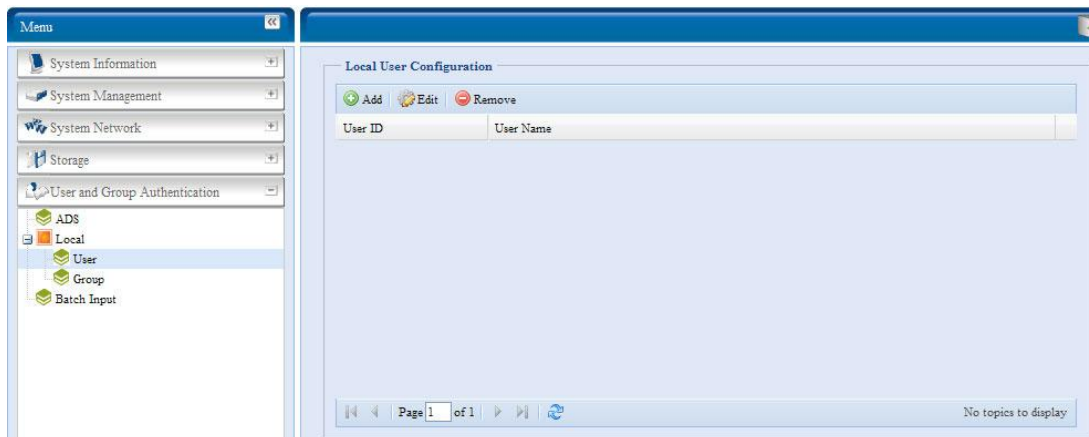 Menu
System Information
System Management
System Network
Storage
User and Group Authentication
ADS
Local
User
Group
Batch Input
Local User Configuration
Add Edit Remove
User ID User Name
Page 1 of 1 No topics to display